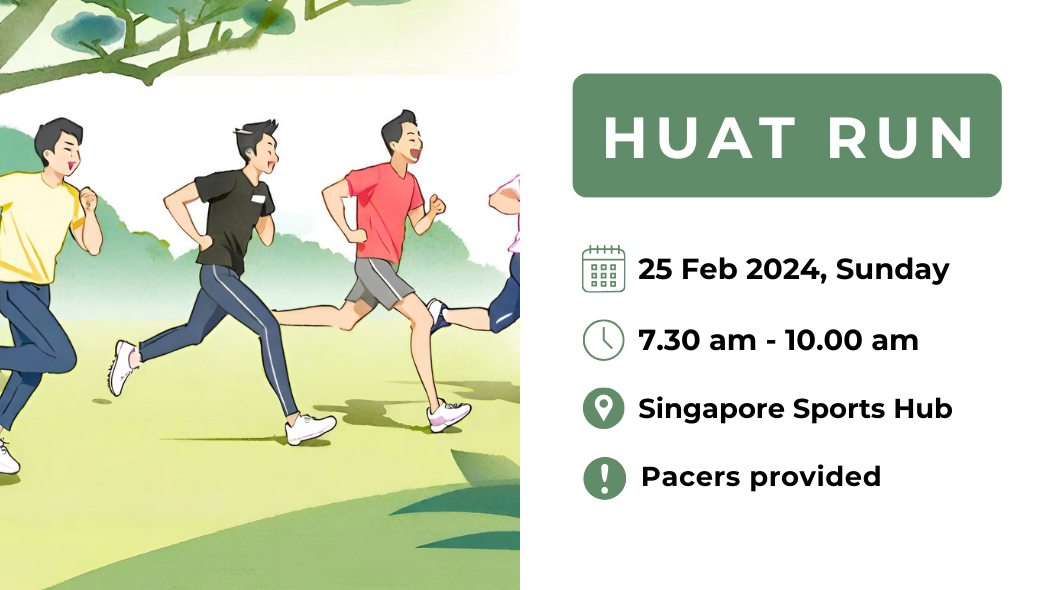 HUAT RUN
25 Feb 2024, Sunday
7.30 am - 10.00 am
Singapore Sports Hub
Pacers provided